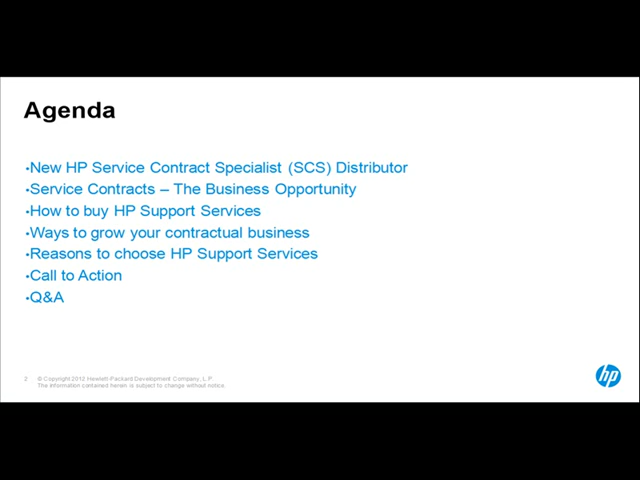 Agenda
•New HP Service Contract Specialist (SCS) Distributor
•Service Contracts – The Business Opportunity
•How to buy HP Support Services
•Ways to grow your contractual business
•Reasons to choose HP Support Services
•Call to Action
•Q&A
2 © Copyright 2012 Hewlett-Packard Development Company, L.P.
The information contained herein is subject to change without notice.
hp